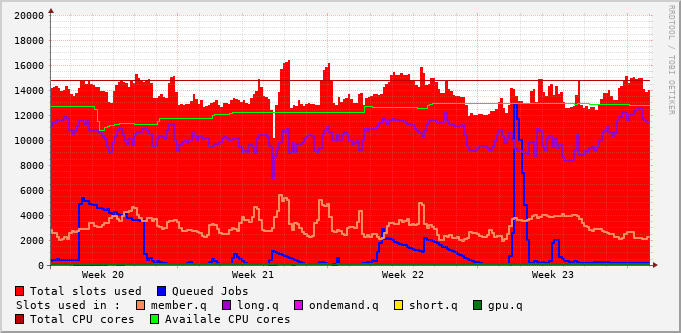 20000
18000
16000
14000
12000
10000
8000
6000
4000
2000
0
Week 20 Week 21 Week 22 Week 23
RRDTOOL / TOBI OETIKER
Total slots used Queued Jobs
Slots used in : member.q long.q ondemand.q short.q gpu.q
Total CPU cores Availale CPU cores